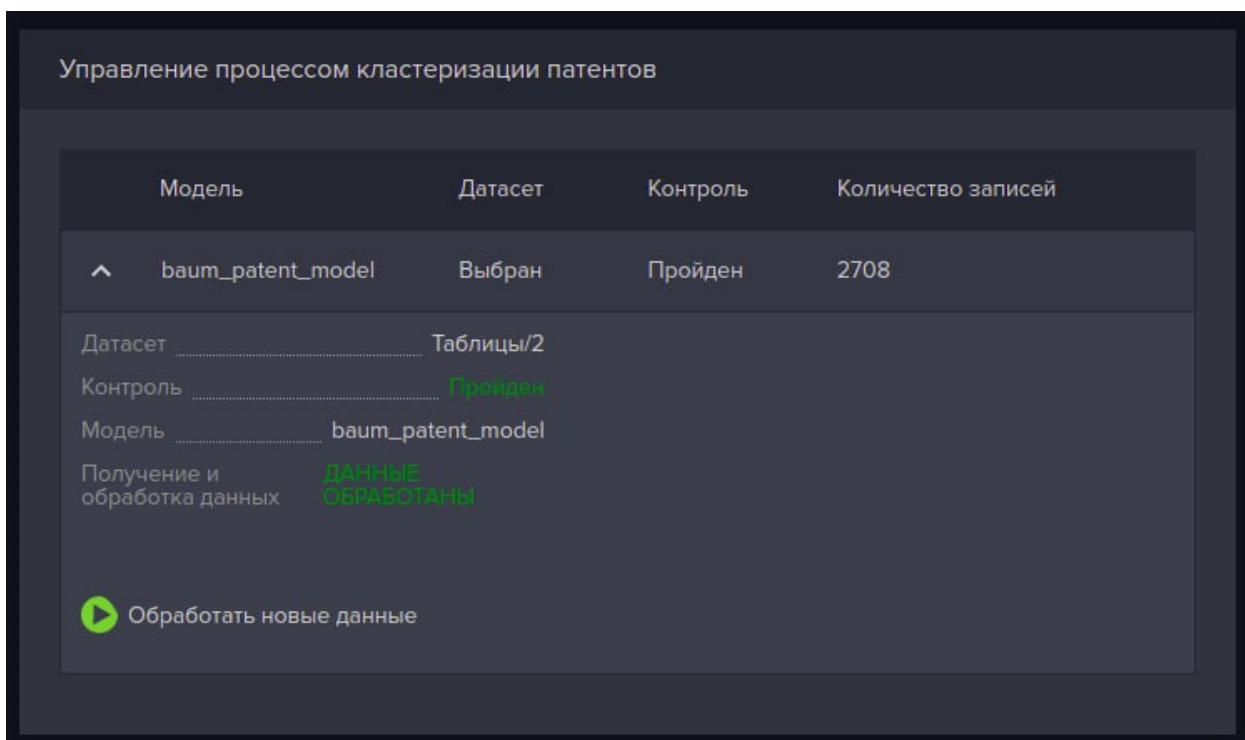 Управление процессом кластеризации патентов
Модель Датасет Контроль Количество записей
baum_patent_model Выбран Пройден 2708
Датасет Таблицы/2
Контроль Пройден
Модель baum_patent_model
Получение и ДАННЫЕ
обработка данных ОБРАБОТАНЫ
Обработать новые данные